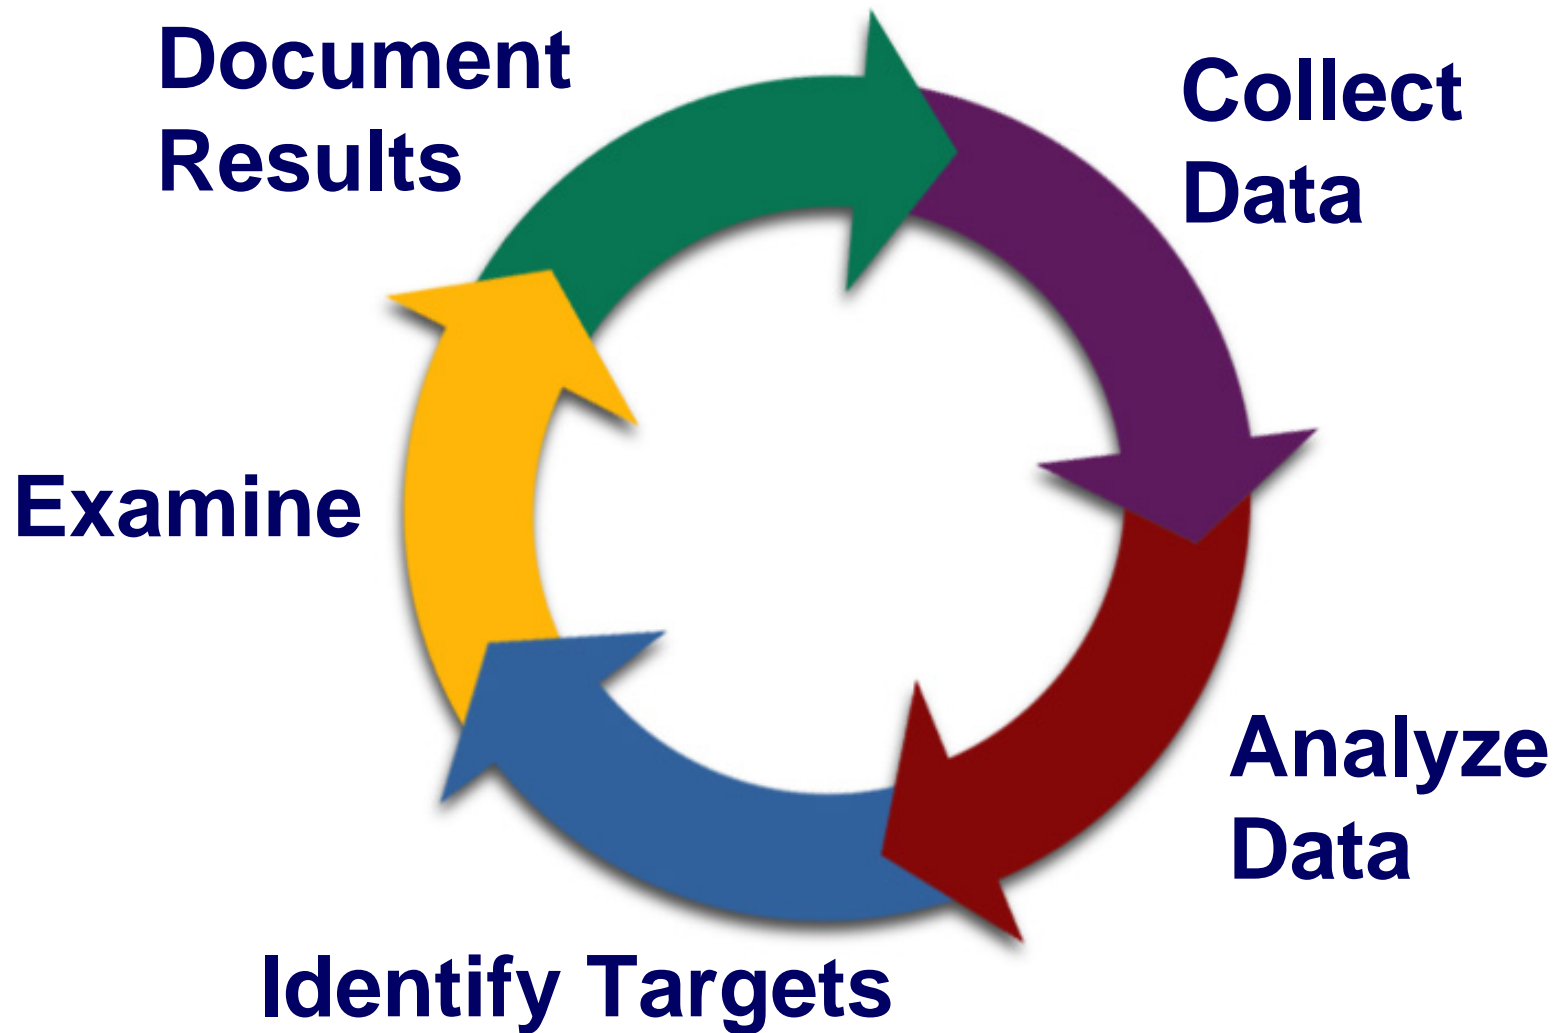 Document
Results
Collect
Data
Examine
Analyze
Data
Identify Targets